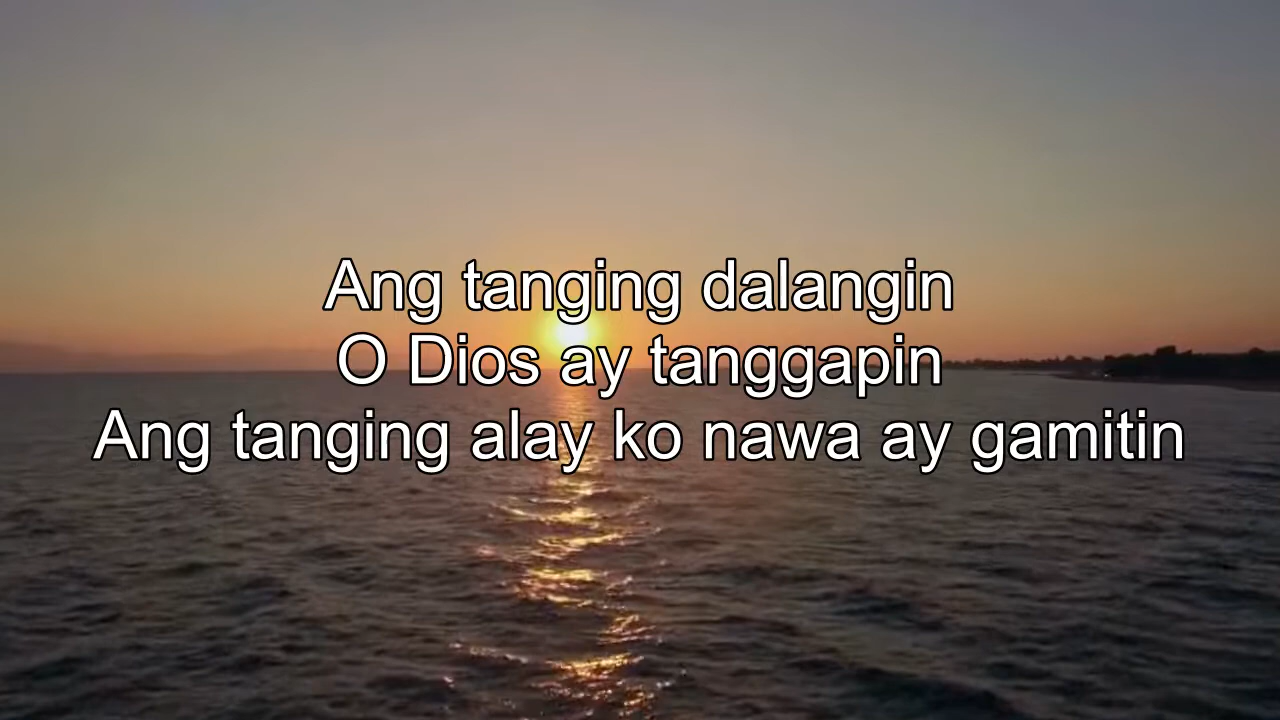 Ang tanging dalangin
O Dios ay tanggapin
Ang tanging alay ko nawa ay gamitin